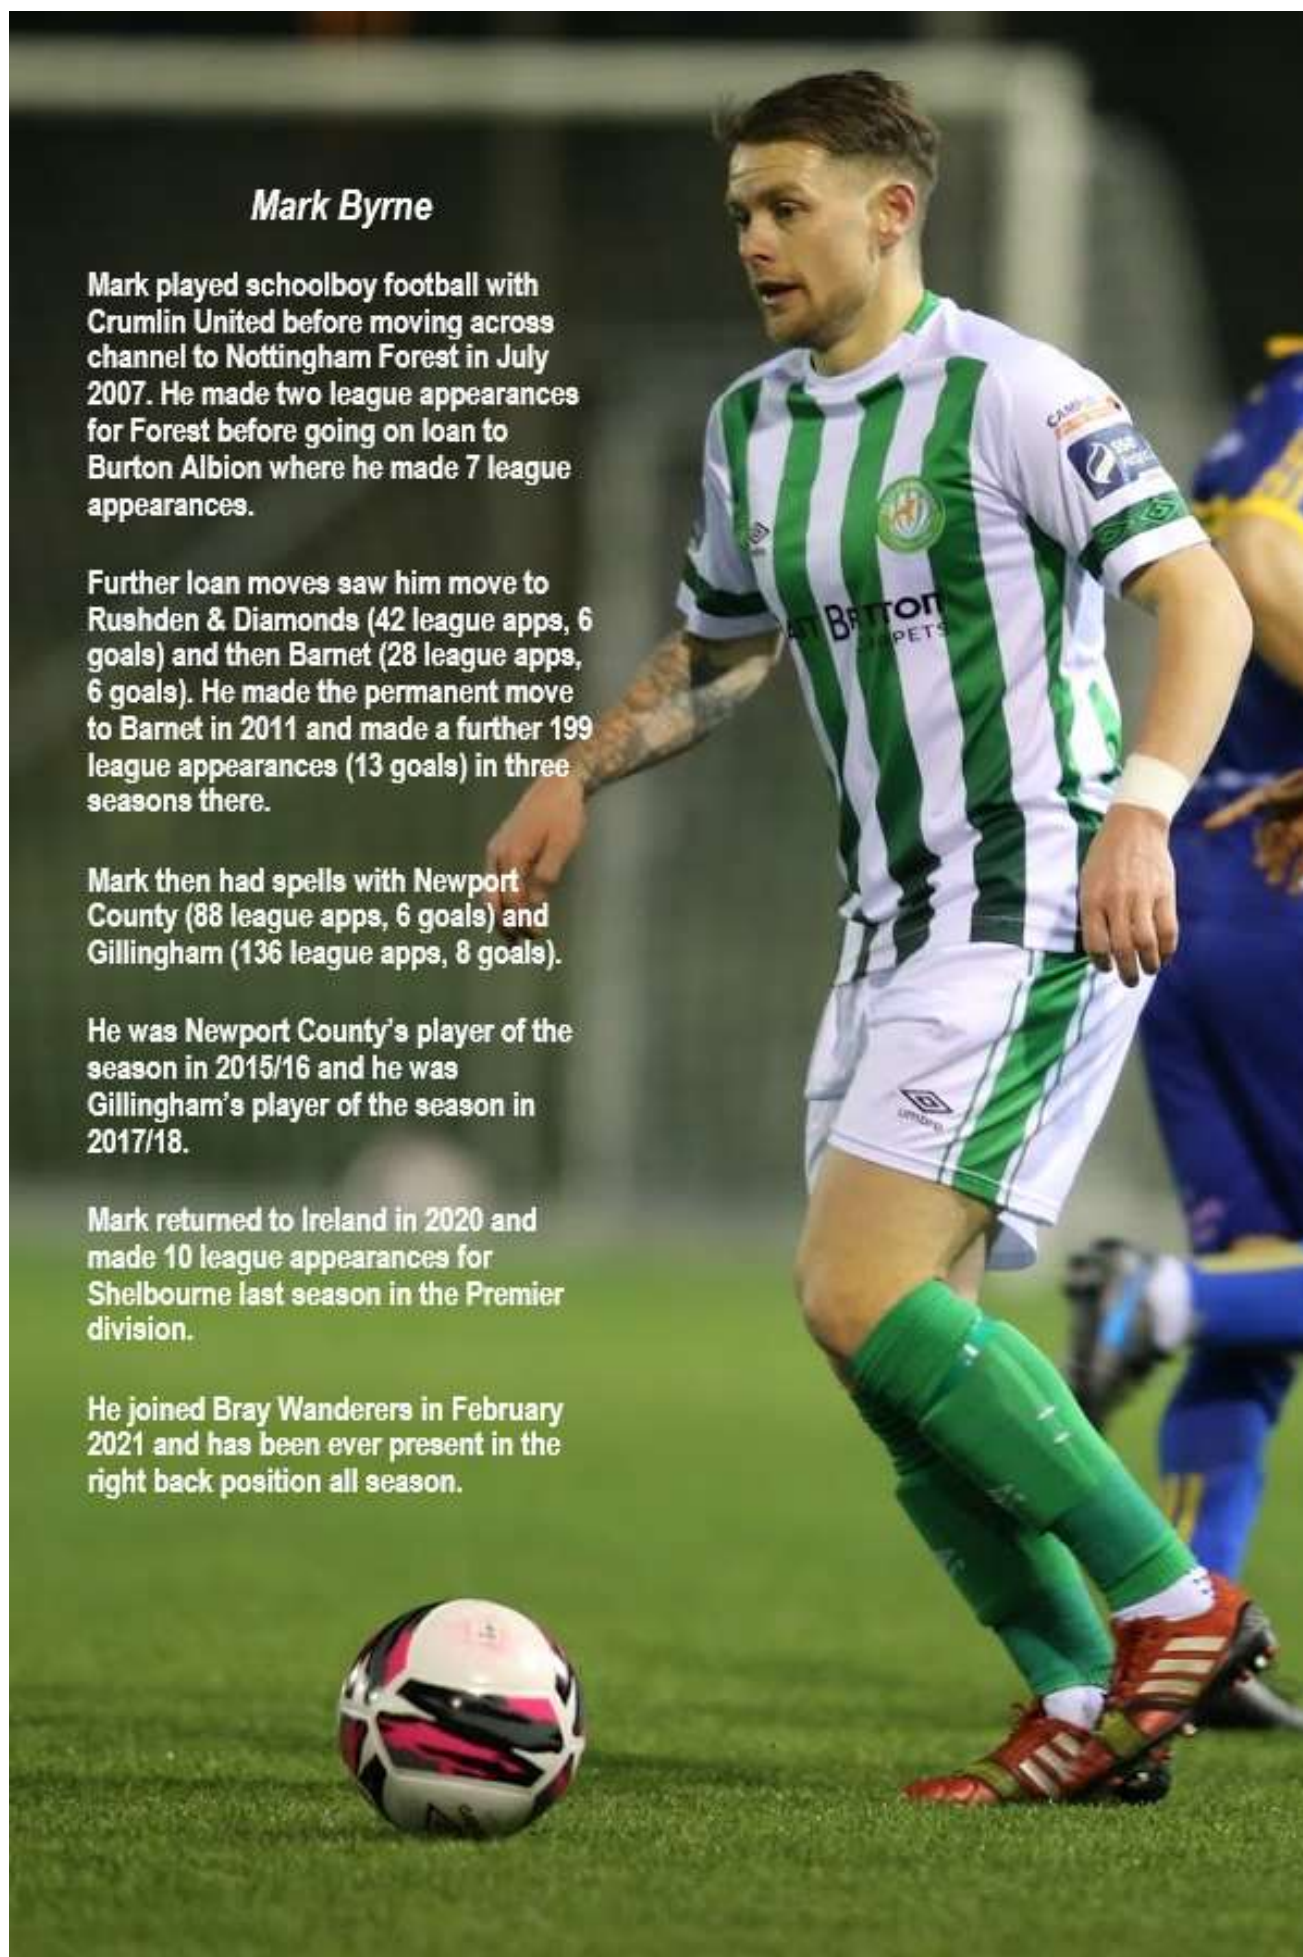 Mark Byrne
Mark played schoolboy football with
Crumlin United before moving across
channel to Nottingham Forest in July
2007. He made two league appearances
for Forest before going on loan to
Burton Albion where he made 7 league
appearances.
Further loan moves saw him move to
Rushden & Diamonds (42 league apps, 6
goals) and then Barnet (28 league apps,
6 goals). He made the permanent move
to Barnet in 2011 and made a further 199
league appearances (13 goals) in three
seasons there.
Mark then had spells with Newport
County (88 league apps, 6 goals) and
Gillingham (136 league apps, 8 goals).
He was Newport County’s player of the
season in 2015/16 and he was
Gillingham’s player of the season in
2017/18.
Mark returned to Ireland in 2020 and
made 10 league appearances for
Shelbourne last season in the Premier
division.
He joined Bray Wanderers in February
2021 and has been ever present in the
right back position all season.
umbro